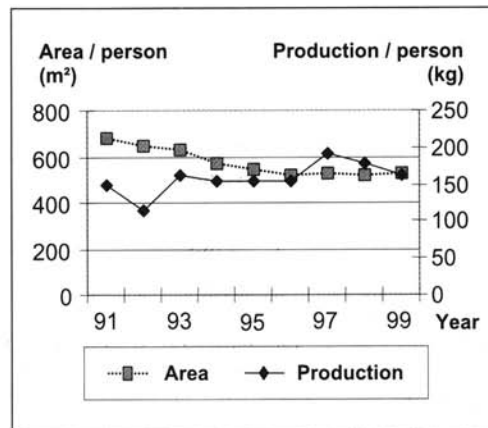 Area / person Production / person
(m²) (kg)
800 250
600 200
400 150
200 100
0 50
0
91 93 95 97 99 Year
Area Production